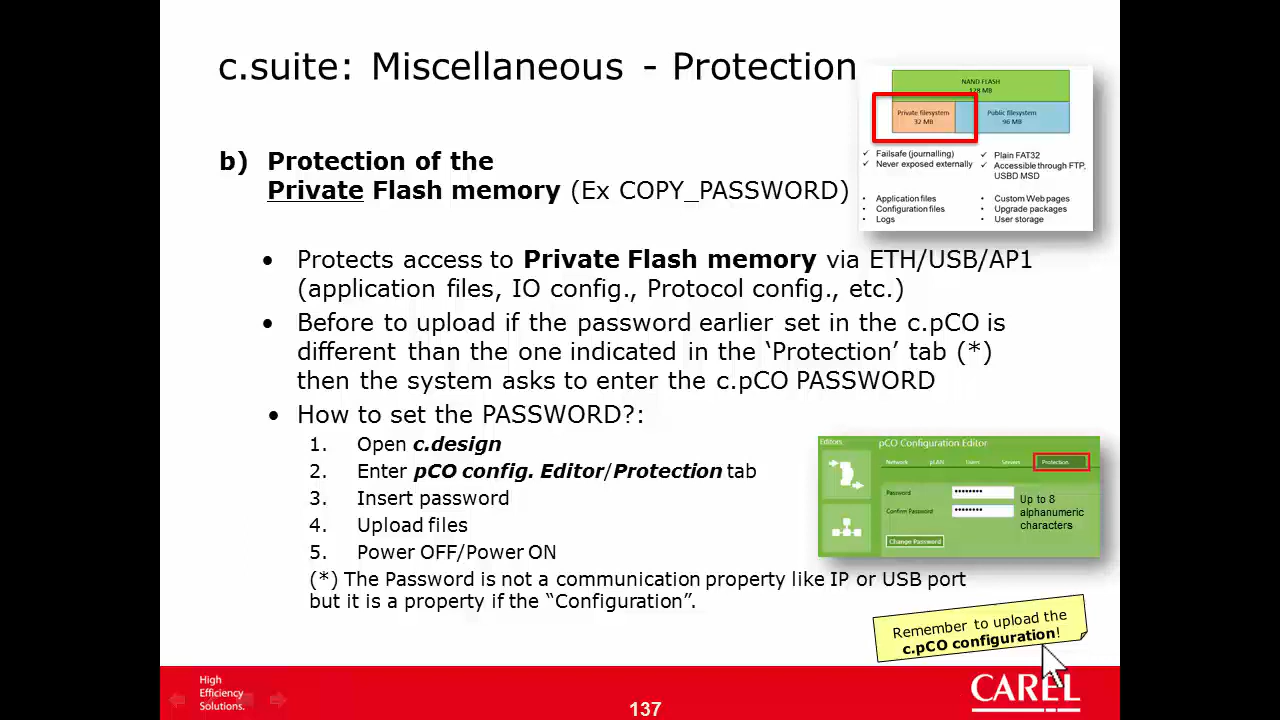 c.suite: Miscellaneous - Protection
NAND FLASH
128 MB
Private filesystem
32 MB
Public filesystem
96 MB
✓ Failsafe (journalling)
✓ Never exposed externally
✓ Plain FAT32
✓ Accessible through FTP,
USBD MSD
• Application files
• Configuration files
• Logs
• Custom Web pages
• Upgrade packages
• User storage
b) Protection of the
Private Flash memory (Ex COPY_PASSWORD)
• Protects access to Private Flash memory via ETH/USB/AP1
(application files, IO config., Protocol config., etc.)
• Before to upload if the password earlier set in the c.pCO is
different than the one indicated in the ‘Protection’ tab (*)
then the system asks to enter the c.pCO PASSWORD
• How to set the PASSWORD?:
1. Open c.design
2. Enter pCO config. Editor/Protection tab
3. Insert password
4. Upload files
5. Power OFF/Power ON
(*) The Password is not a communication property like IP or USB port
but it is a property if the “Configuration”.
Editors
pCO Configuration Editor
Network pLAN Users Servers Protection
Password ••••••••
Confirm Password ••••••••
Change Password
Up to 8
alphanumeric
characters
Remember to upload the
c.pCO configuration!
High
Efficiency
Solutions.
137
CAREL